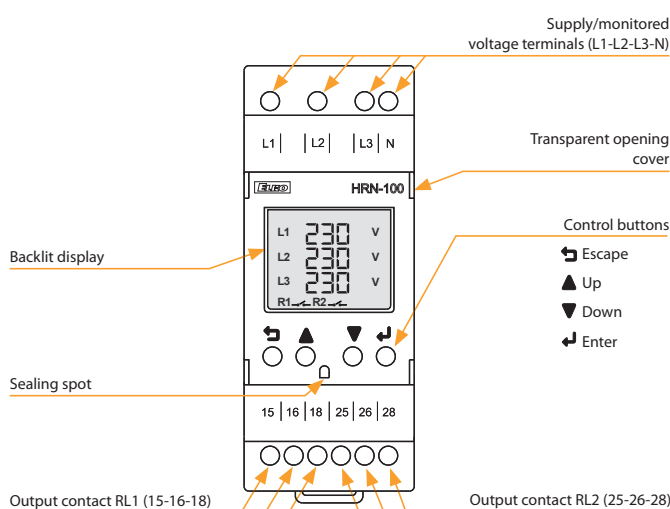 Supply/monitored
voltage terminals (L1-L2-L3-N)
L1 L2 L3 N
Transparent opening
cover
ELKO HRN-100
L1 230 V
L2 230 V
L3 230 V
R1 R2
Backlit display
Control buttons
Escape
Up
Down
Enter
Sealing spot
15 16 18 25 26 28
Output contact RL1 (15-16-18)
Output contact RL2 (25-26-28)